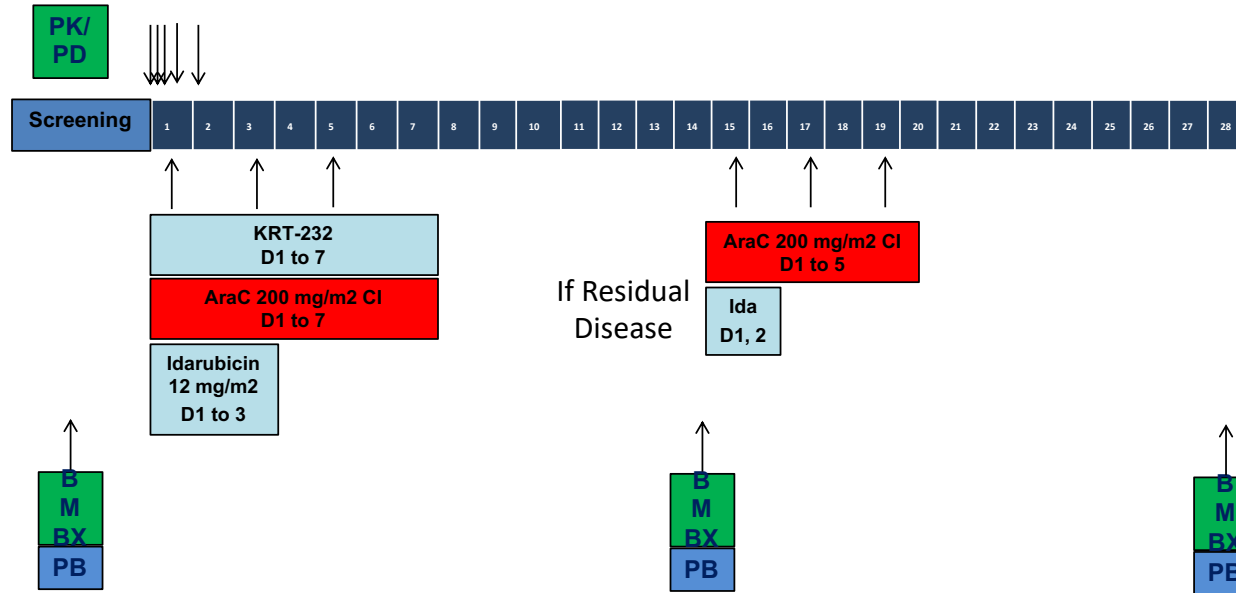 PK/
PD
Screening
1 2 3 4 5 6 7 8 9 10 11 12 13 14 15 16 17 18 19 20 21 22 23 24 25 26 27 28
KRT-232
D1 to 7
AraC 200 mg/m2 CI
D1 to 7
Idarubicin
12 mg/m2
D1 to 3
If Residual
Disease
AraC 200 mg/m2 CI
D1 to 5
Ida
D1, 2
B
M
BX
PB
B
M
BX
PB
B
M
BX
PB